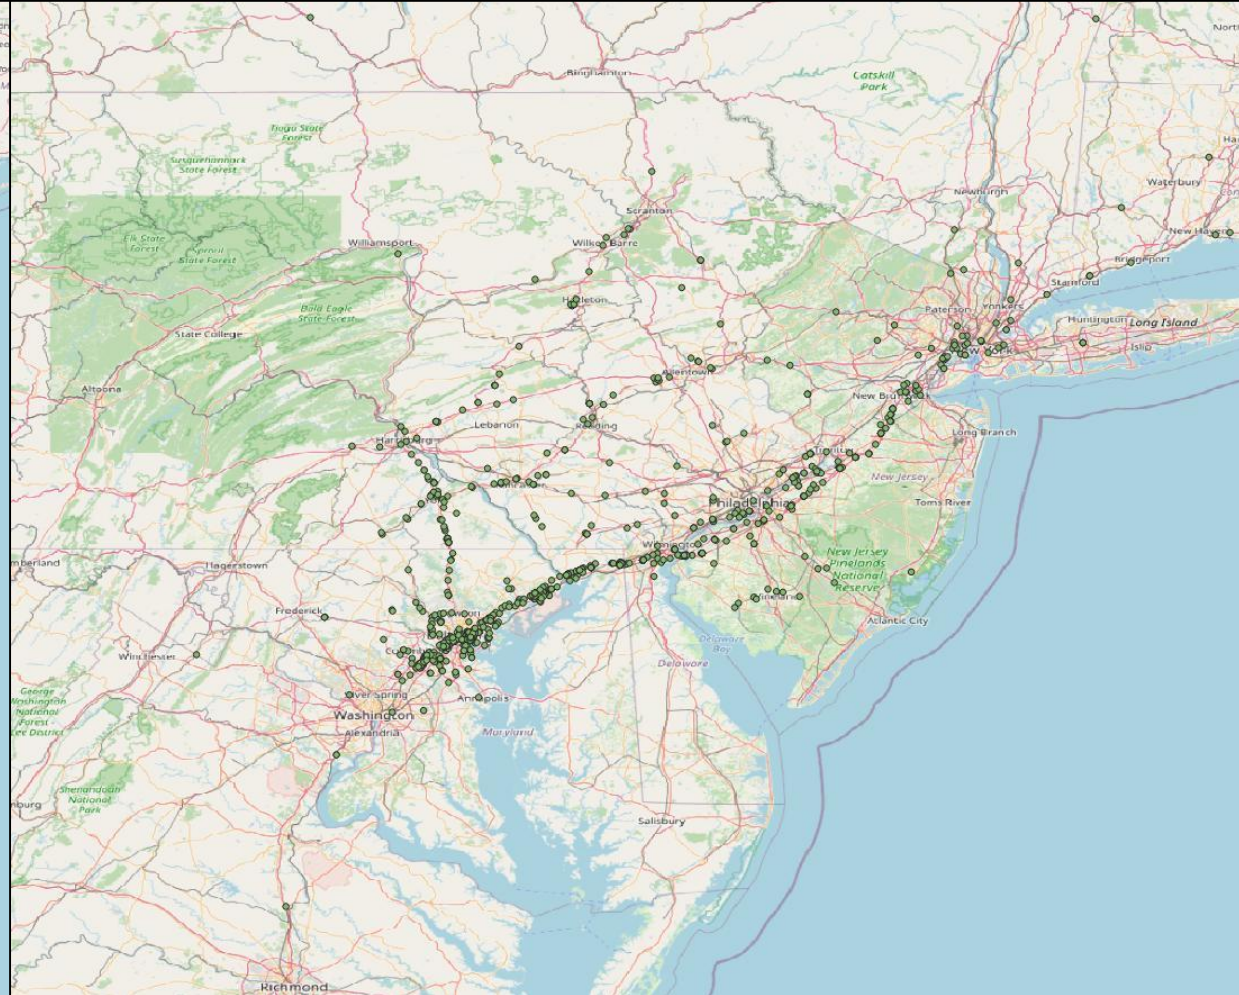 Binghamton
Catskill
Park
Tioga State
Forest
Susquehannock
State Forest
Waterbury
Newburgh
Scranton
Elk State
Forest
Sproul
State Forest
Williamsport
Wilkes-Barre
New Haven
Bridgeport
Stamford
Hazleton
Bald Eagle
State Forest
Paterson
Yonkers
Huntington
Long Island
State College
New York
Islip
Allentown
Altoona
New Brunswick
Lebanon
Reading
Long Branch
Harrisburg
Trenton
New Jersey
Toms River
Philadelphia
Wilmington
New Jersey
Pinelands
National
Reserve
Hagerstown
Frederick
Vineland
Atlantic City
Winchester
Delaware
Bay
Delaware
George
Washington
National
Forest
Silver Spring
Annapolis
Washington
Alexandria
Maryland
Shenandoah
National
Park
Salisbury
Richmond